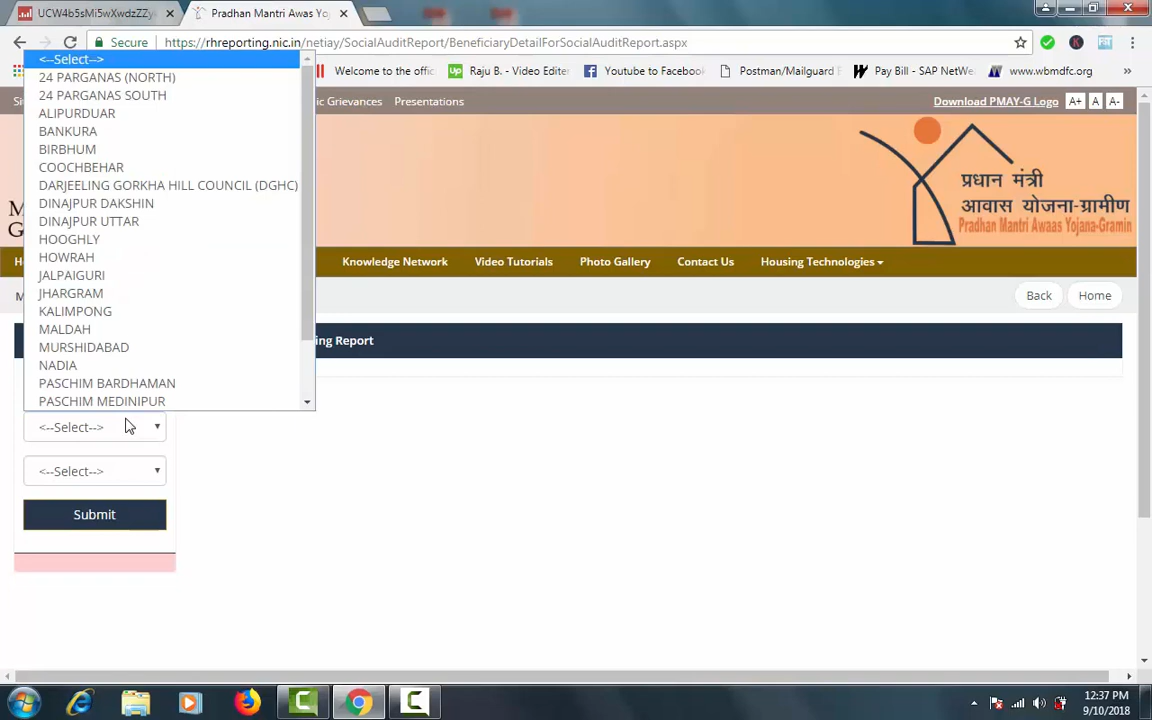 UCW4b5sMi5wXwdzZZy
Pradhan Mantri Awas Yo
Secure
https://rhreporting.nic.in/netiay/SocialAuditReport/BeneficiaryDetailForSocialAuditReport.aspx
Welcome to the offic
Raju B. - Video Editer
Youtube to Facebook
Postman/Mailguard
Pay Bill - SAP NetWe
www.wbmdfc.org
»
ic Grievances
Presentations
Download PMAY-G Logo
A+
A
A-
प्रधान मंत्री
आवास योजना-ग्रामीण
Pradhan Mantri Awaas Yojana-Gramin
Knowledge Network
Video Tutorials
Photo Gallery
Contact Us
Housing Technologies
Back
Home
ing Report
<--Select-->
24 PARGANAS (NORTH)
24 PARGANAS SOUTH
ALIPURDUAR
BANKURA
BIRBHUM
COOCHBEHAR
DARJEELING GORKHA HILL COUNCIL (DGHC)
DINAJPUR DAKSHIN
DINAJPUR UTTAR
HOOGHLY
HOWRAH
JALPAIGURI
JHARGRAM
KALIMPONG
MALDAH
MURSHIDABAD
NADIA
PASCHIM BARDHAMAN
PASCHIM MEDINIPUR
<--Select-->
<--Select-->
Submit
12:37 PM
9/10/2018